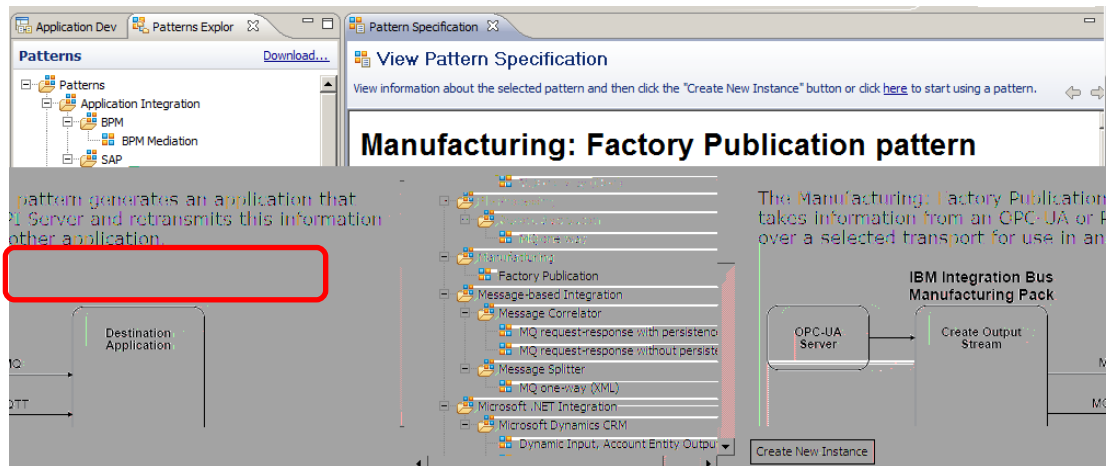 Application Dev
Patterns Explor
Patterns
Download...
Patterns
Application Integration
BPM
BPM Mediation
SAP
Pattern Specification
View Pattern Specification
View information about the selected pattern and then click the "Create New Instance" button or click here to start using a pattern.
Manufacturing: Factory Publication pattern
pattern generates an application that
PI Server and retransmits this information
other application.
Destination
Application
MQ one-way
Manufacturing
Factory Publication
Message-based Integration
Message Correlator
MQ request-response with persistenc
MQ request-response without persiste
Message Splitter
MQ one-way (XML)
Microsoft .NET Integration
Microsoft Dynamics CRM
Dynamic Input, Account Entity Outpu
The Manufacturing: Factory Publication
takes information from an OPC-UA or P
over a selected transport for use in an
IBM Integration Bus
Manufacturing Pack
OPC-UA
Server
Create Output
Stream
Create New Instance